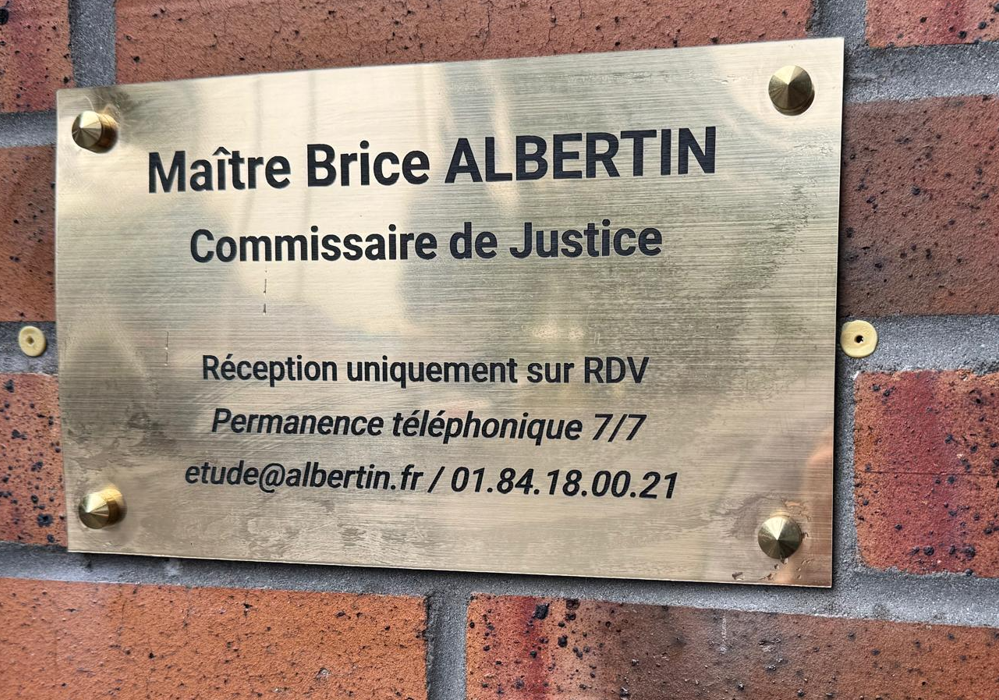 Maître Brice ALBERTIN
Commissaire de Justice
Réception uniquement sur RDV
Permanence téléphonique 7/7
etude@albertin.fr / 01.84.18.00.21